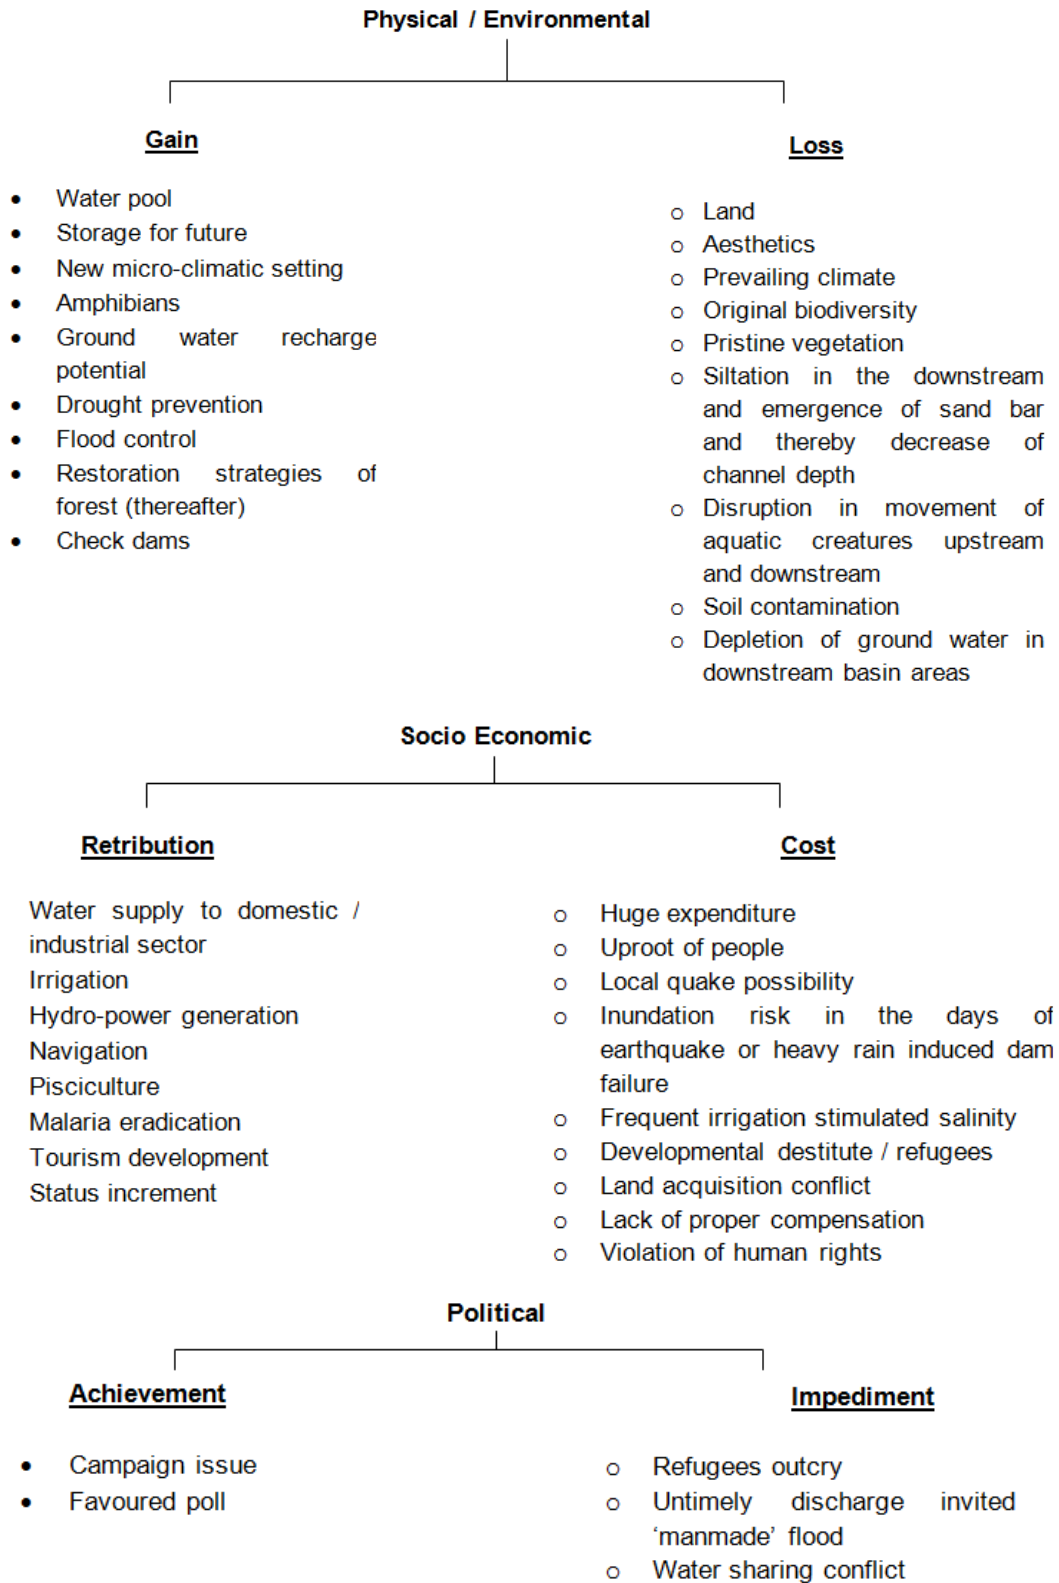 Physical / Environmental
Gain
• Water pool
• Storage for future
• New micro-climatic setting
• Amphibians
• Ground water recharge
potential
• Drought prevention
• Flood control
• Restoration strategies of
forest (thereafter)
• Check dams
Loss
o Land
o Aesthetics
o Prevailing climate
o Original biodiversity
o Pristine vegetation
o Siltation in the downstream
and emergence of sand bar
and thereby decrease of
channel depth
o Disruption in movement of
aquatic creatures upstream
and downstream
o Soil contamination
o Depletion of ground water in
downstream basin areas
Socio Economic
Retribution
Water supply to domestic /
industrial sector
Irrigation
Hydro-power generation
Navigation
Pisciculture
Malaria eradication
Tourism development
Status increment
Cost
o Huge expenditure
o Uproot of people
o Local quake possibility
o Inundation risk in the days of
earthquake or heavy rain induced dam
failure
o Frequent irrigation stimulated salinity
o Developmental destitute / refugees
o Land acquisition conflict
o Lack of proper compensation
o Violation of human rights
Political
Achievement
• Campaign issue
• Favoured poll
Impediment
o Refugees outcry
o Untimely discharge invited
‘manmade’ flood
o Water sharing conflict